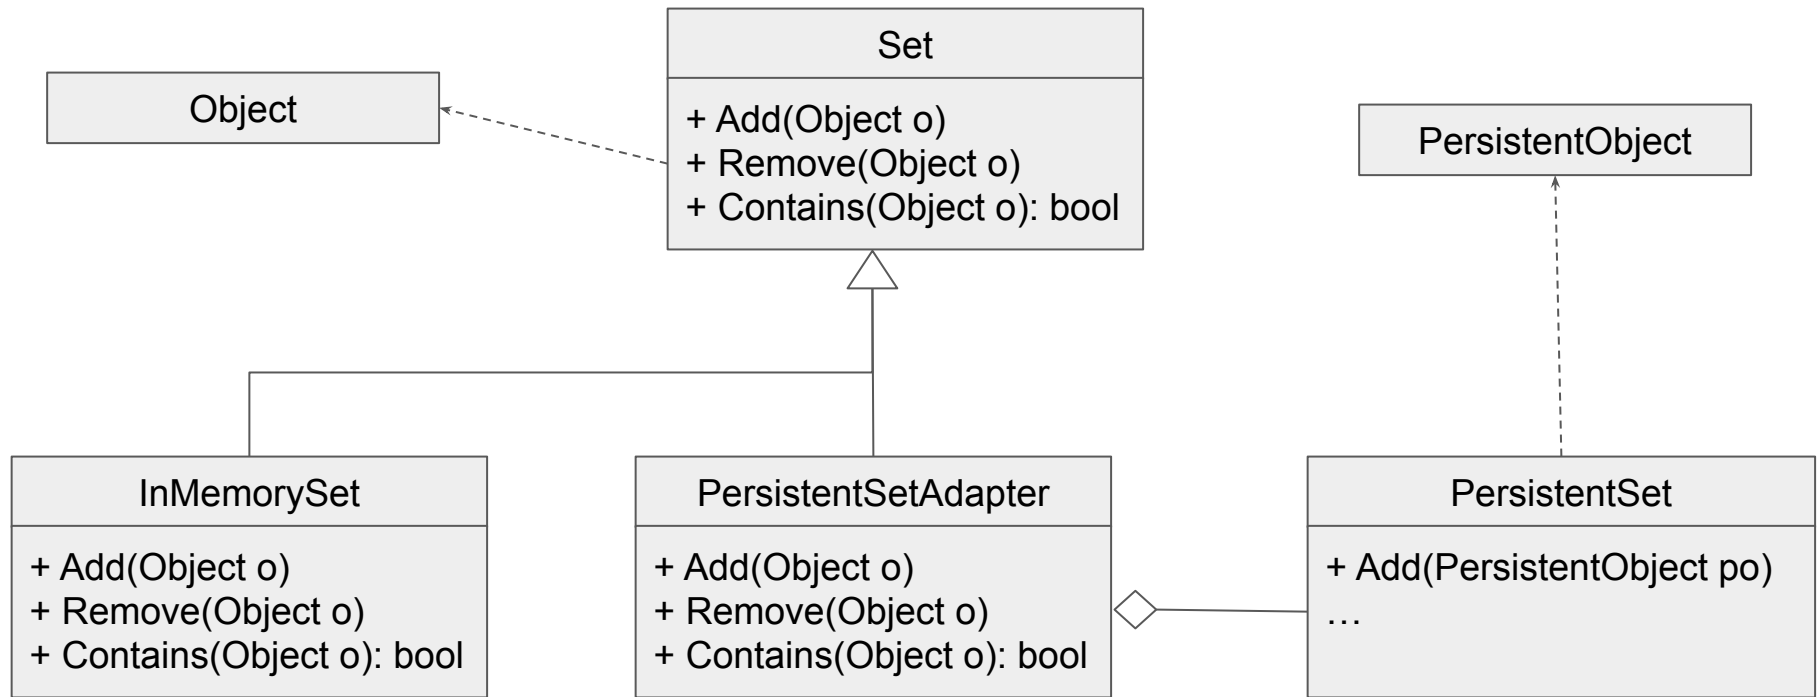 Set
+ Add(Object o)
+ Remove(Object o)
+ Contains(Object o): bool
Object
PersistentObject
InMemorySet
+ Add(Object o)
+ Remove(Object o)
+ Contains(Object o): bool
PersistentSetAdapter
+ Add(Object o)
+ Remove(Object o)
+ Contains(Object o): bool
PersistentSet
+ Add(PersistentObject po)
…